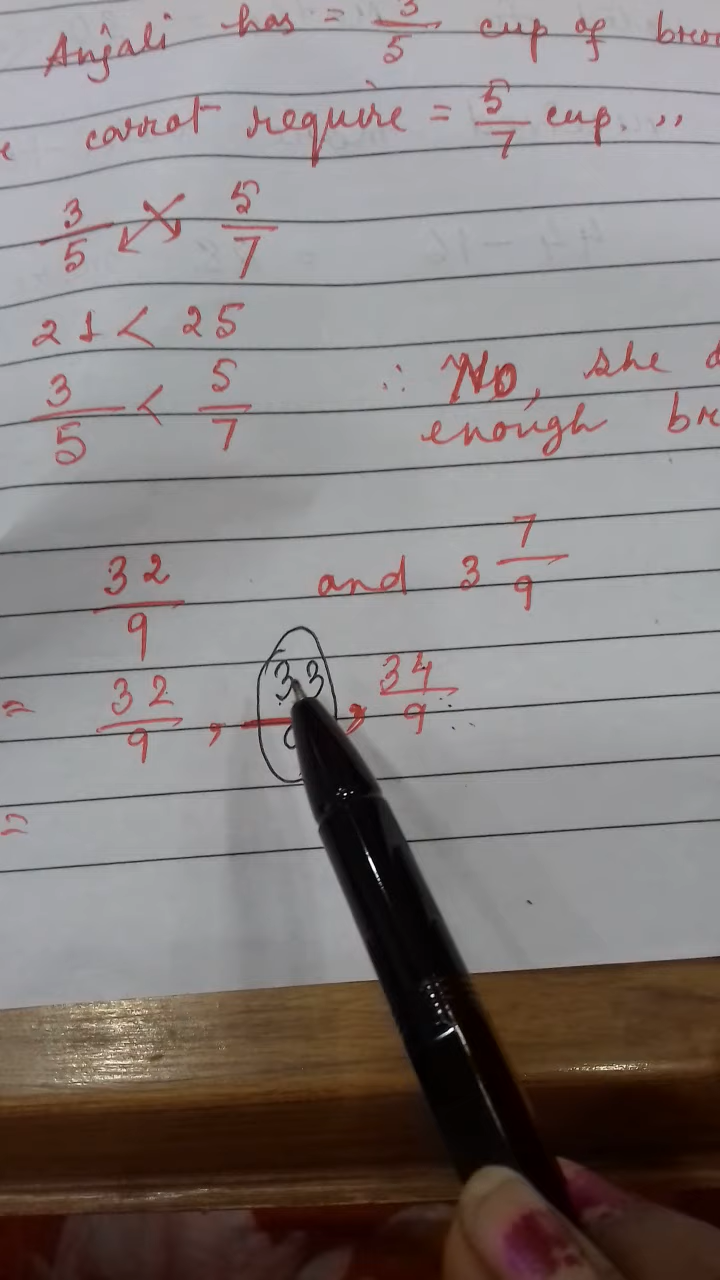 Anjali has = 3/5 cup of
carrot require = 5/7 cup. ,,
3/5 5/7
21 < 25
3/5 < 5/7 ∴ No, she
enough
32/9 and 3 7/9
= 32/9 , 33/ , 34/9
=